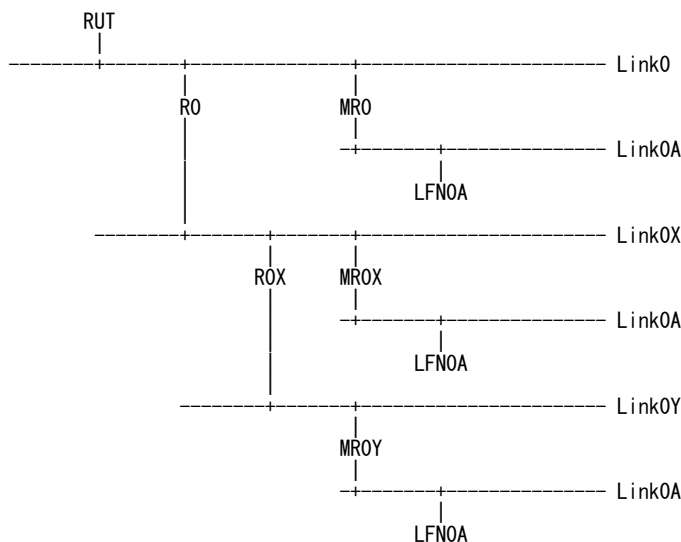 RUT
Link0
R0 MR0
Link0A
LFN0A
Link0X
R0X MR0X
Link0A
LFN0A
Link0Y
MR0Y
Link0A
LFN0A